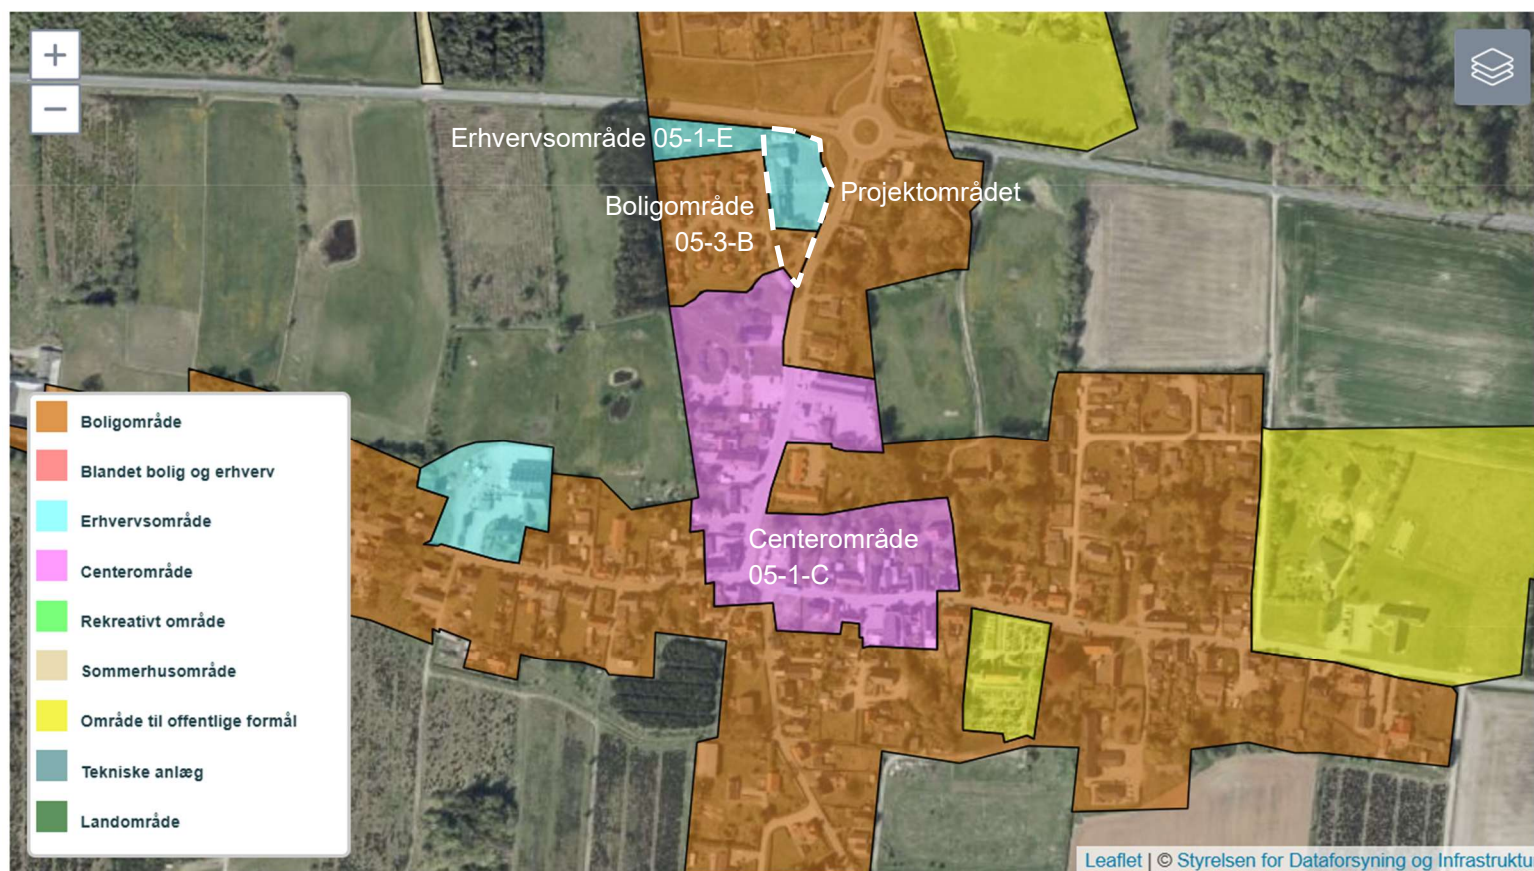 +
−
Erhvervsområde 05-1-E
Boligområde
05-3-B
Projektområdet
Centerområde
05-1-C
Boligområde
Blandet bolig og erhverv
Erhvervsområde
Centerområde
Rekreativt område
Sommerhusområde
Område til offentlige formål
Tekniske anlæg
Landområde
Leaflet | © Styrelsen for Dataforsyning og Infrastruktu